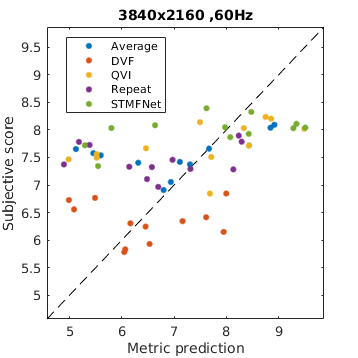 3840x2160 ,60Hz
Average
DVF
QVI
Repeat
STMFNet
Subjective score
9.5
9
8.5
8
7.5
7
6.5
6
5.5
5
5
6
7
8
9
Metric prediction